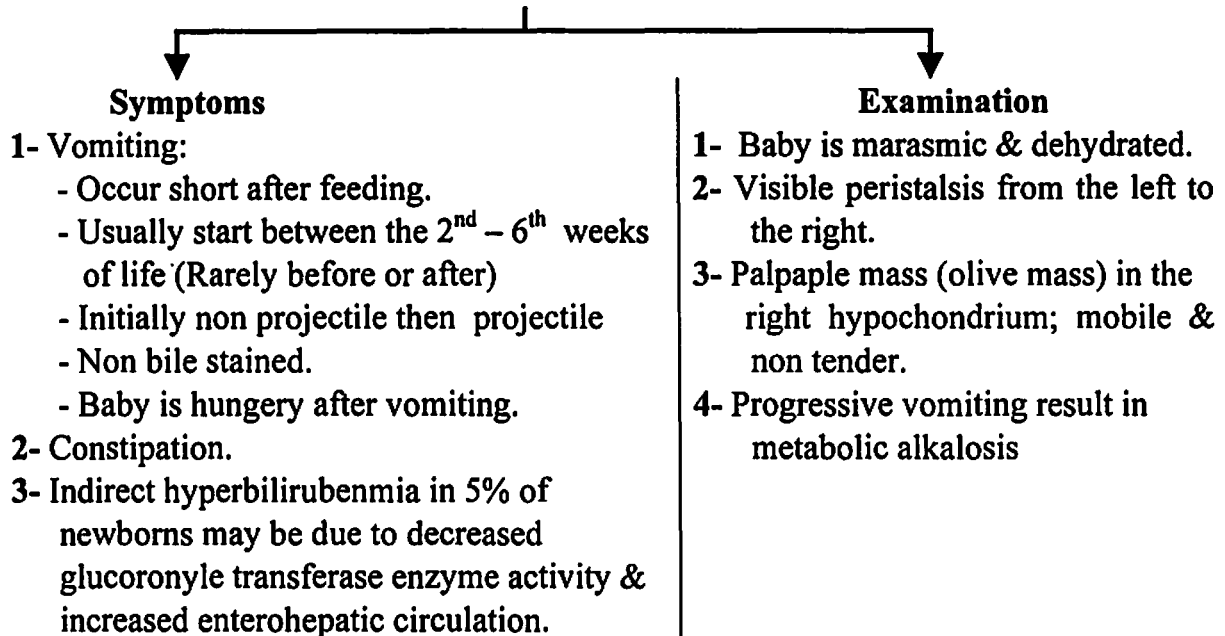 Symptoms
1- Vomiting:
- Occur short after feeding.
- Usually start between the 2nd – 6th weeks
of life (Rarely before or after)
- Initially non projectile then projectile
- Non bile stained.
- Baby is hungery after vomiting.
2- Constipation.
3- Indirect hyperbilirubenmia in 5% of
newborns may be due to decreased
glucoronyle transferase enzyme activity &
increased enterohepatic circulation.
Examination
1- Baby is marasmic & dehydrated.
2- Visible peristalsis from the left to
the right.
3- Palpaple mass (olive mass) in the
right hypochondrium; mobile &
non tender.
4- Progressive vomiting result in
metabolic alkalosis